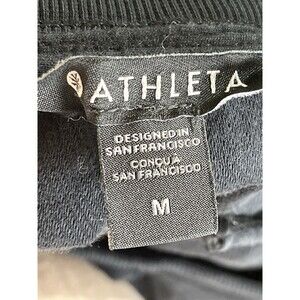 ATHLETA
DESIGNED IN
SAN FRANCISCO
CONÇU A
SAN FRANCISCO
M